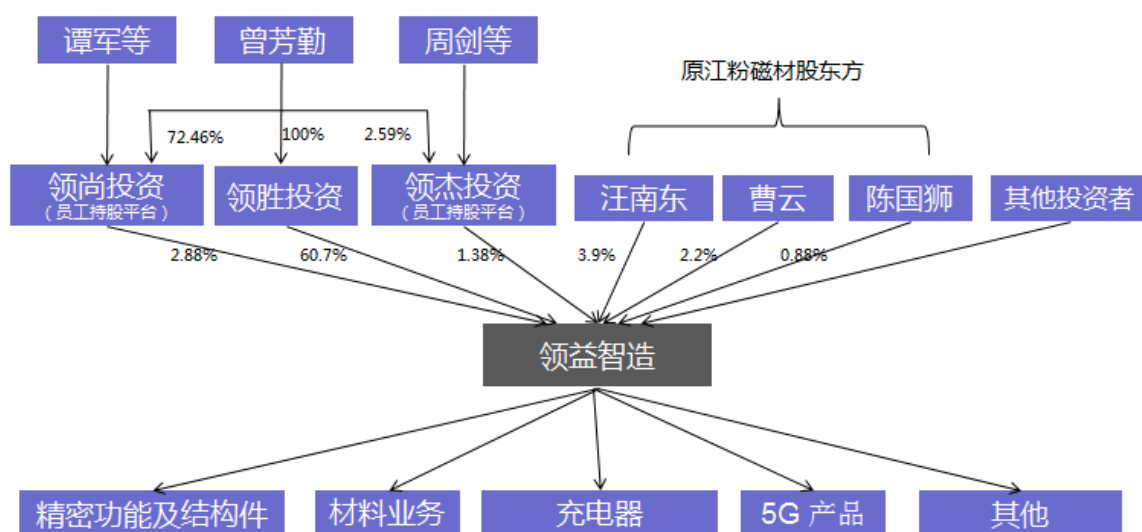 谭军等
曾芳勤
周剑等
原江粉磁材股东方
72.46%
100%
2.59%
领尚投资
（员工持股平台）
领胜投资
领杰投资
（员工持股平台）
汪南东
曹云
陈国狮
其他投资者
2.88%
60.7%
1.38%
3.9%
2.2%
0.88%
领益智造
精密功能及结构件
材料业务
充电器
5G 产品
其他